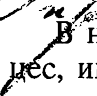 В н
цес, и